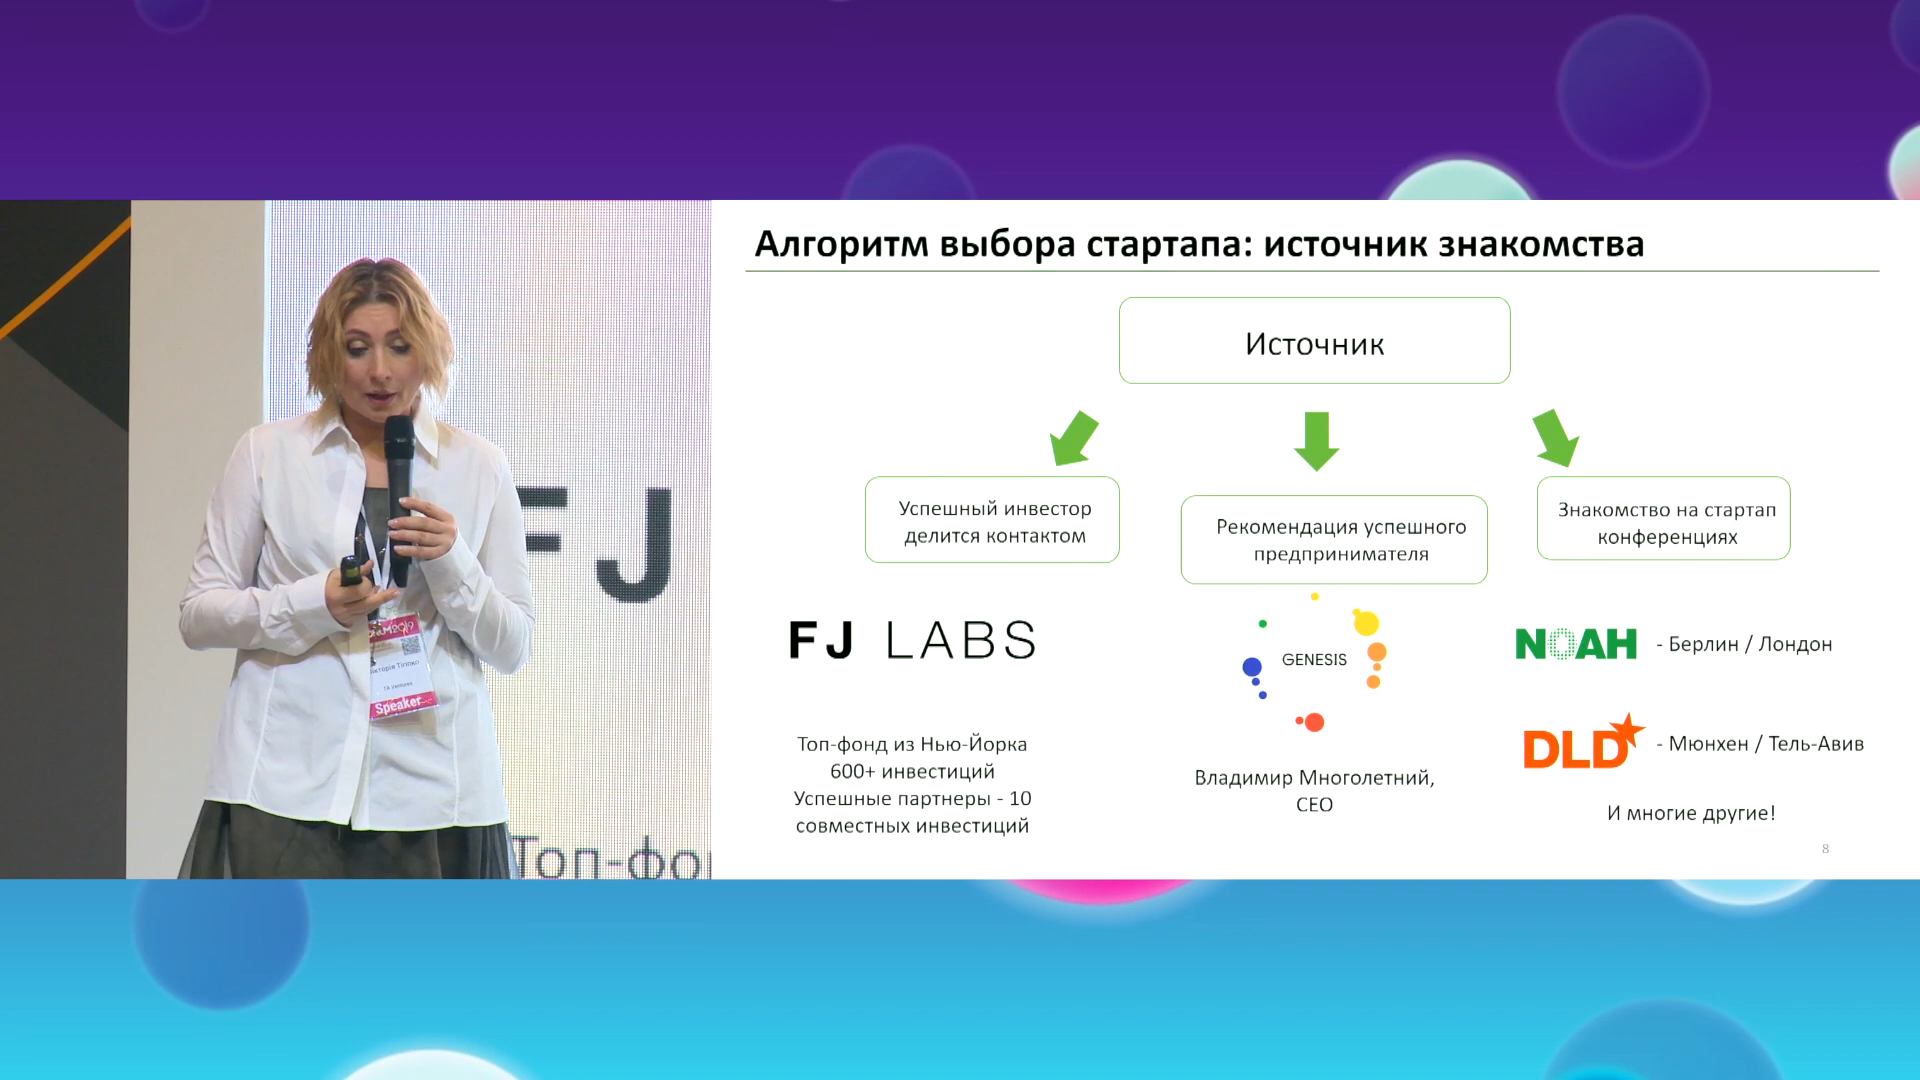 Алгоритм выбора стартапа: источник знакомства
Источник
Успешный инвестор
делится контактом
Рекомендация успешного
предпринимателя
Знакомство на стартап
конференциях
FJ LABS
Топ-фонд из Нью-Йорка
600+ инвестиций
Успешные партнеры - 10
совместных инвестиций
GENESIS
Владимир Многолетний,
CEO
NOAH - Берлин / Лондон
DLD - Мюнхен / Тель-Авив
И многие другие!
8
FJ
Топ-фо
Speaker